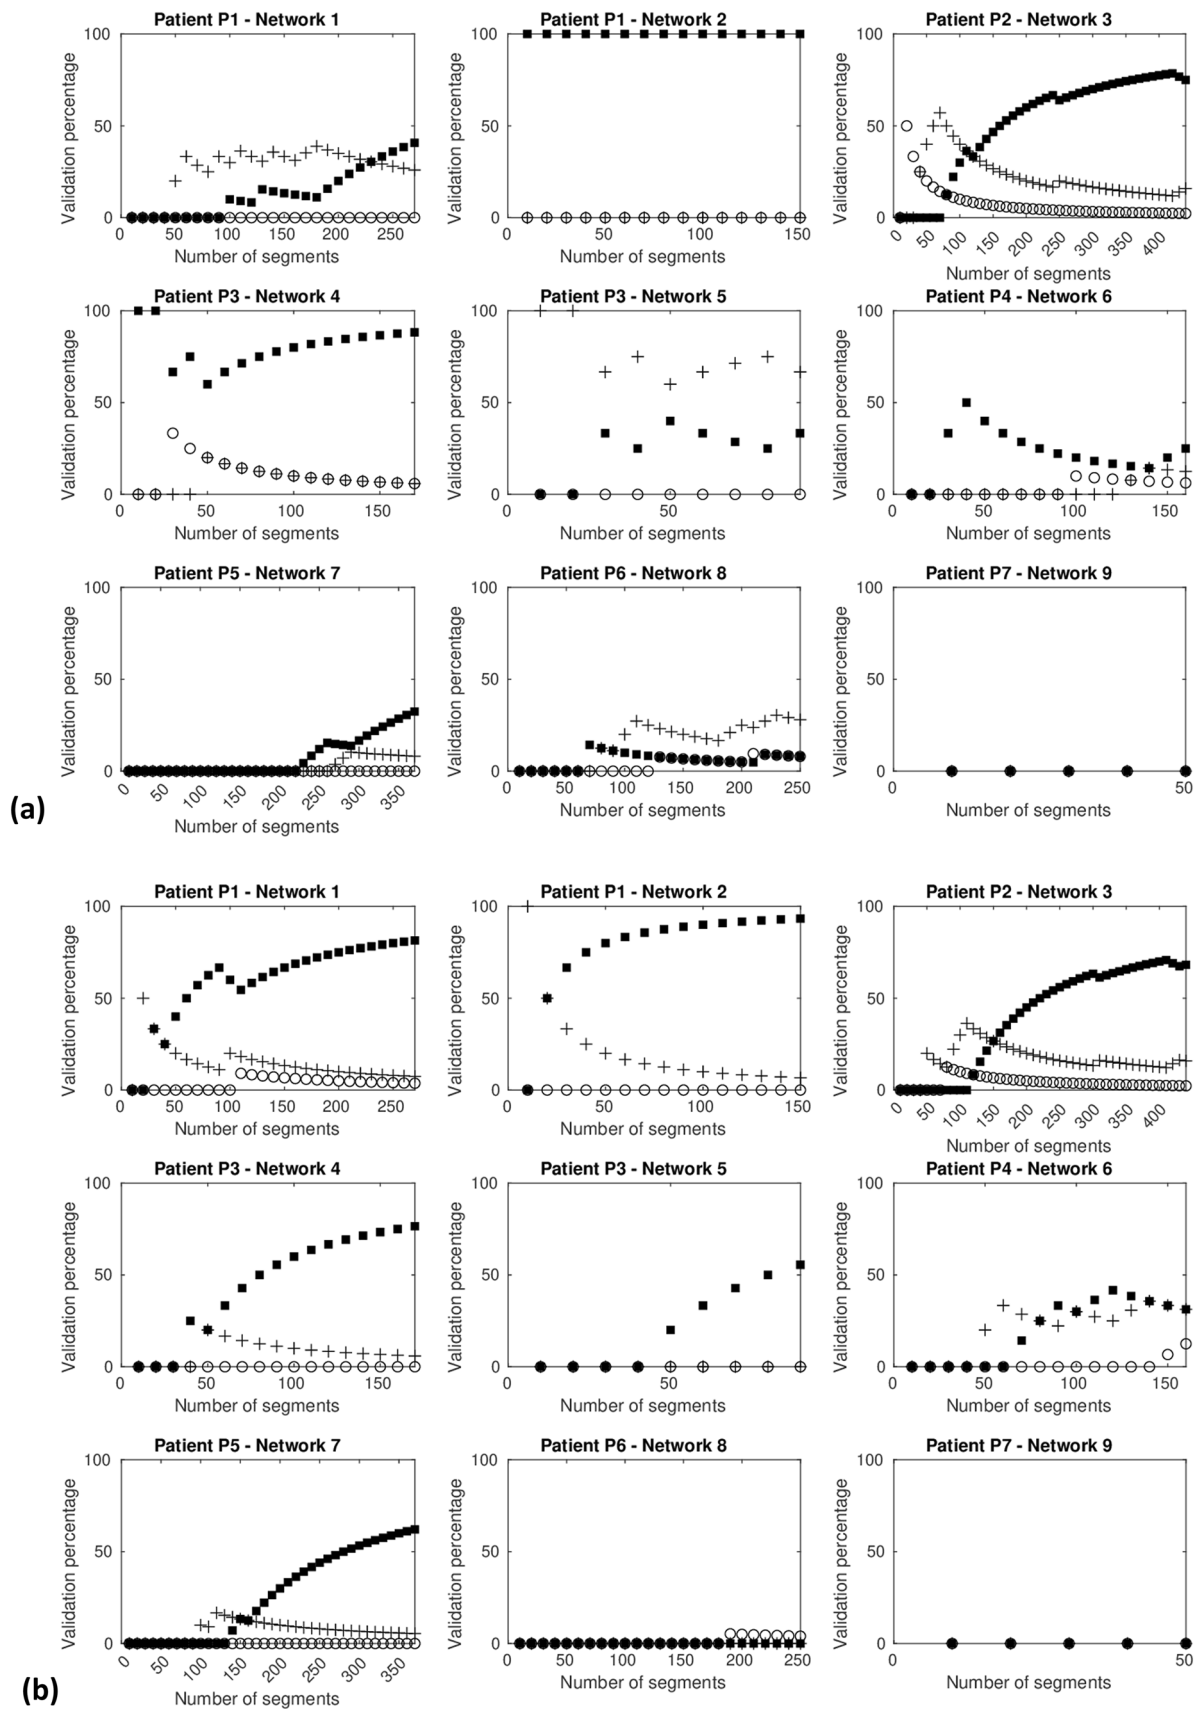 Patient P1 - Network 1 Patient P1 - Network 2 Patient P2 - Network 3
100 100 100
Validation percentage Validation percentage Validation percentage
50 50 50
0 0 0
0 50 100 150 200 250 0 50 100 150 0 50 100 150 200 250 300 350 400
Number of segments Number of segments Number of segments
Patient P3 - Network 4 Patient P3 - Network 5 Patient P4 - Network 6
100 100 100
Validation percentage Validation percentage Validation percentage
50 50 50
0 0 0
0 50 100 150 0 50 0 50 100 150
Number of segments Number of segments Number of segments
Patient P5 - Network 7 Patient P6 - Network 8 Patient P7 - Network 9
100 100 100
Validation percentage Validation percentage Validation percentage
50 50 50
0 0 0
0 50 100 150 200 250 300 350 0 50 100 150 200 250 0 50
(a)
Number of segments Number of segments Number of segments
Patient P1 - Network 1 Patient P1 - Network 2 Patient P2 - Network 3
100 100 100
Validation percentage Validation percentage Validation percentage
50 50 50
0 0 0
0 50 100 150 200 250 0 50 100 150 0 50 100 150 200 250 300 350 400
Number of segments Number of segments Number of segments
Patient P3 - Network 4 Patient P3 - Network 5 Patient P4 - Network 6
100 100 100
Validation percentage Validation percentage Validation percentage
50 50 50
0 0 0
0 50 100 150 0 50 0 50 100 150
Number of segments Number of segments Number of segments
Patient P5 - Network 7 Patient P6 - Network 8 Patient P7 - Network 9
100 100 100
Validation percentage Validation percentage Validation percentage
50 50 50
0 0 0
0 50 100 150 200 250 300 350 0 50 100 150 200 250 0 50
(b)
Number of segments Number of segments Number of segments